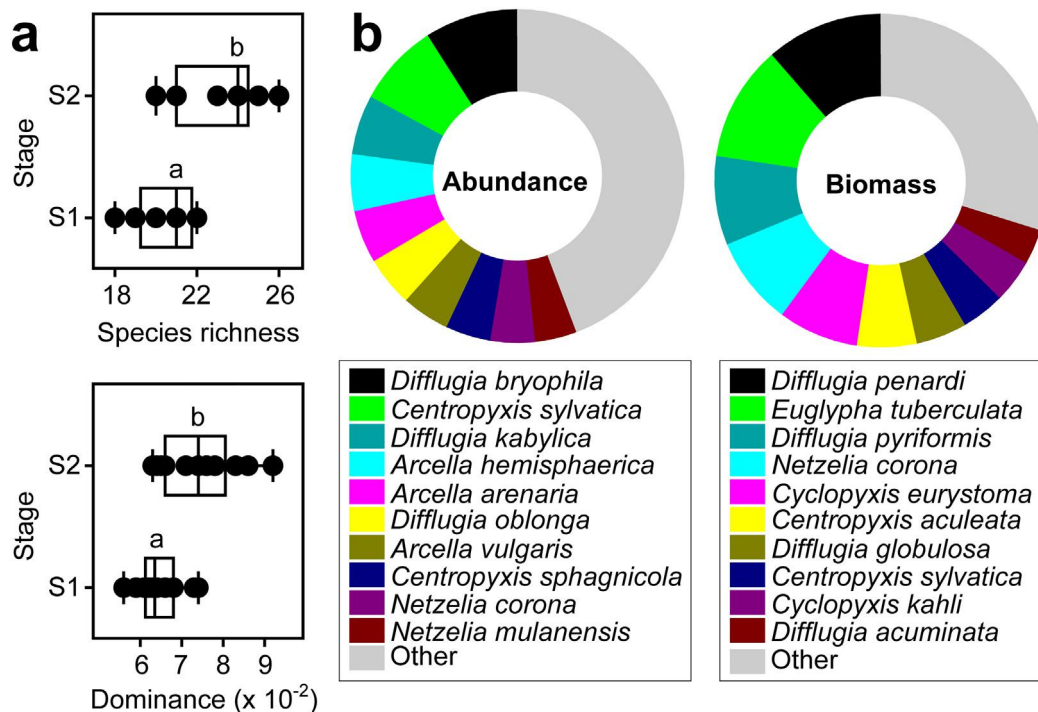 a
b
S2
S1
Stage
a
18
22
26
Species richness
b
S2
S1
Stage
a
6
7
8
9
Dominance (x 10⁻²)
b
Abundance
Difflugia bryophila
Centropyxis sylvatica
Difflugia kabylica
Arcella hemisphaerica
Arcella arenaria
Difflugia oblonga
Arcella vulgaris
Centropyxis sphagnicola
Netzelia corona
Netzelia mulanensis
Other
Biomass
Difflugia penardi
Euglypha tuberculata
Difflugia pyriformis
Netzelia corona
Cyclopyxis eurystoma
Centropyxis aculeata
Difflugia globulosa
Centropyxis sylvatica
Cyclopyxis kahli
Difflugia acuminata
Other